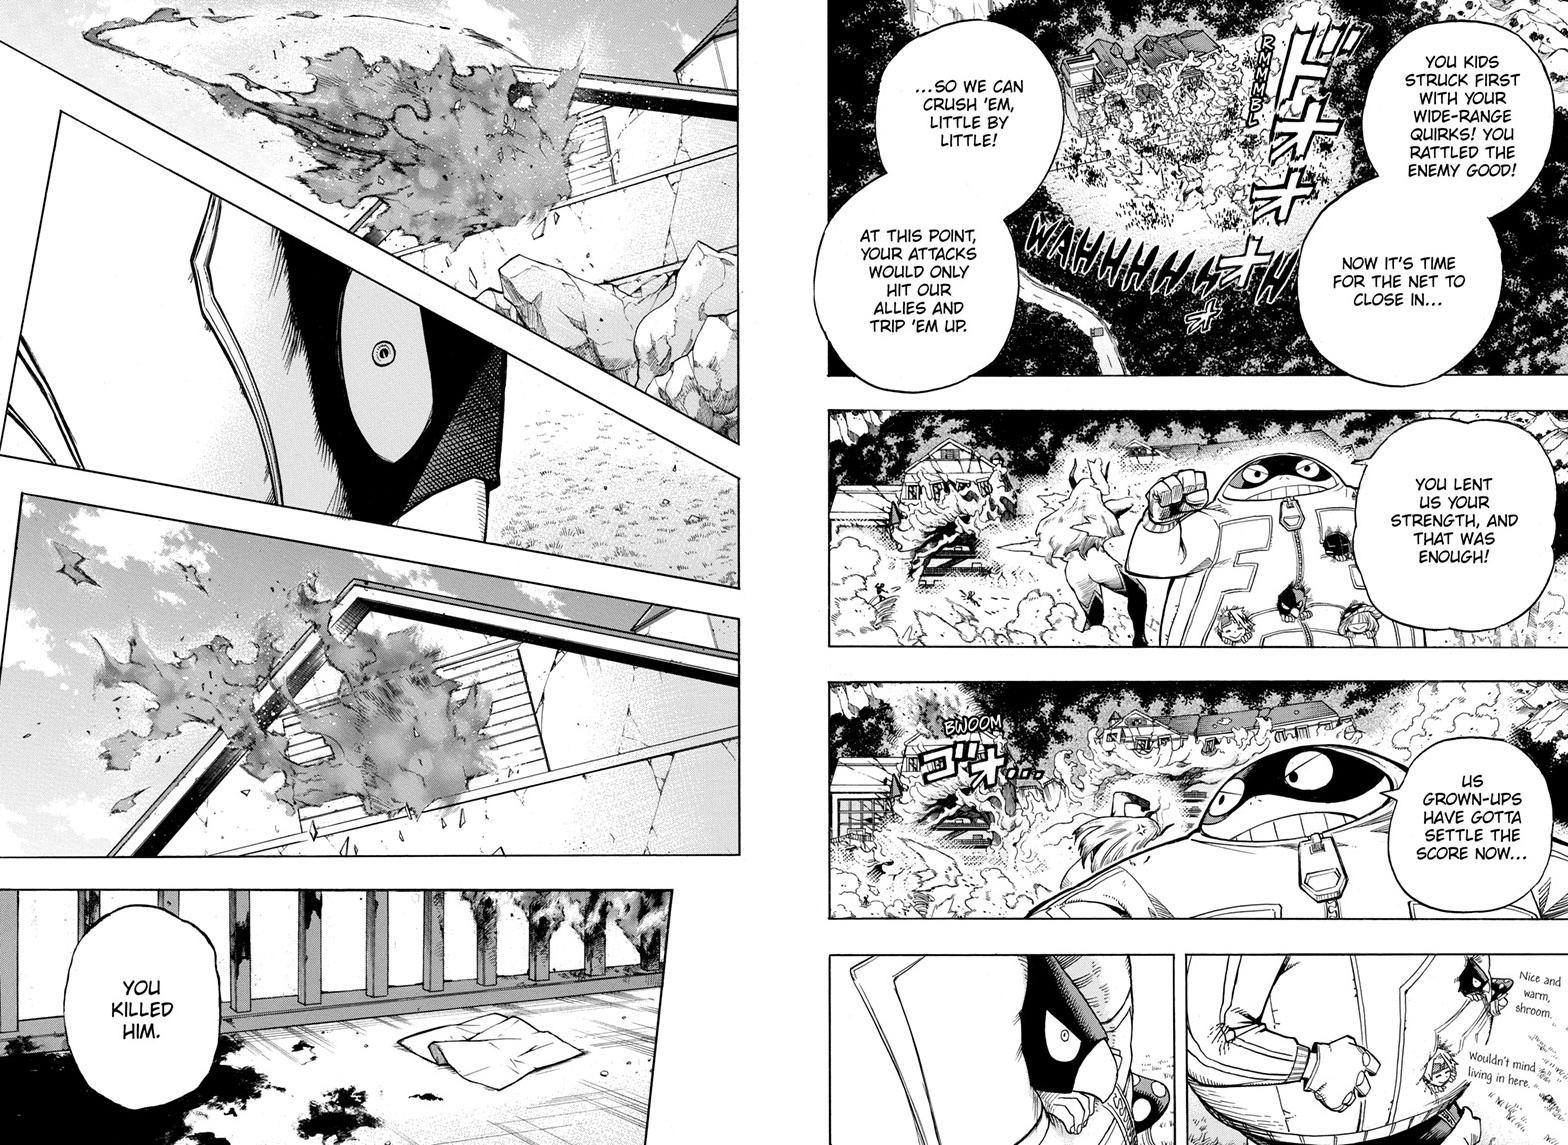 YOU KIDS
STRUCK FIRST
WITH YOUR
WIDE-RANGE
QUIRKS! YOU
RATTLED THE
ENEMY GOOD!
NOW IT'S TIME
FOR THE NET TO
CLOSE IN...
ドオオオオ
RMMMBL
...SO WE CAN
CRUSH 'EM,
LITTLE BY
LITTLE!
AT THIS POINT,
YOUR ATTACKS
WOULD ONLY
HIT OUR
ALLIES AND
TRIP 'EM UP.
YOU LENT
US YOUR
STRENGTH, AND
THAT WAS
ENOUGH!
US
GROWN-UPS
HAVE GOTTA
SETTLE THE
SCORE NOW...
BWOOM
ゴオ...
Nice and
warm,
shroom.
Wouldn't mind
living in here.
YOU
KILLED
HIM.